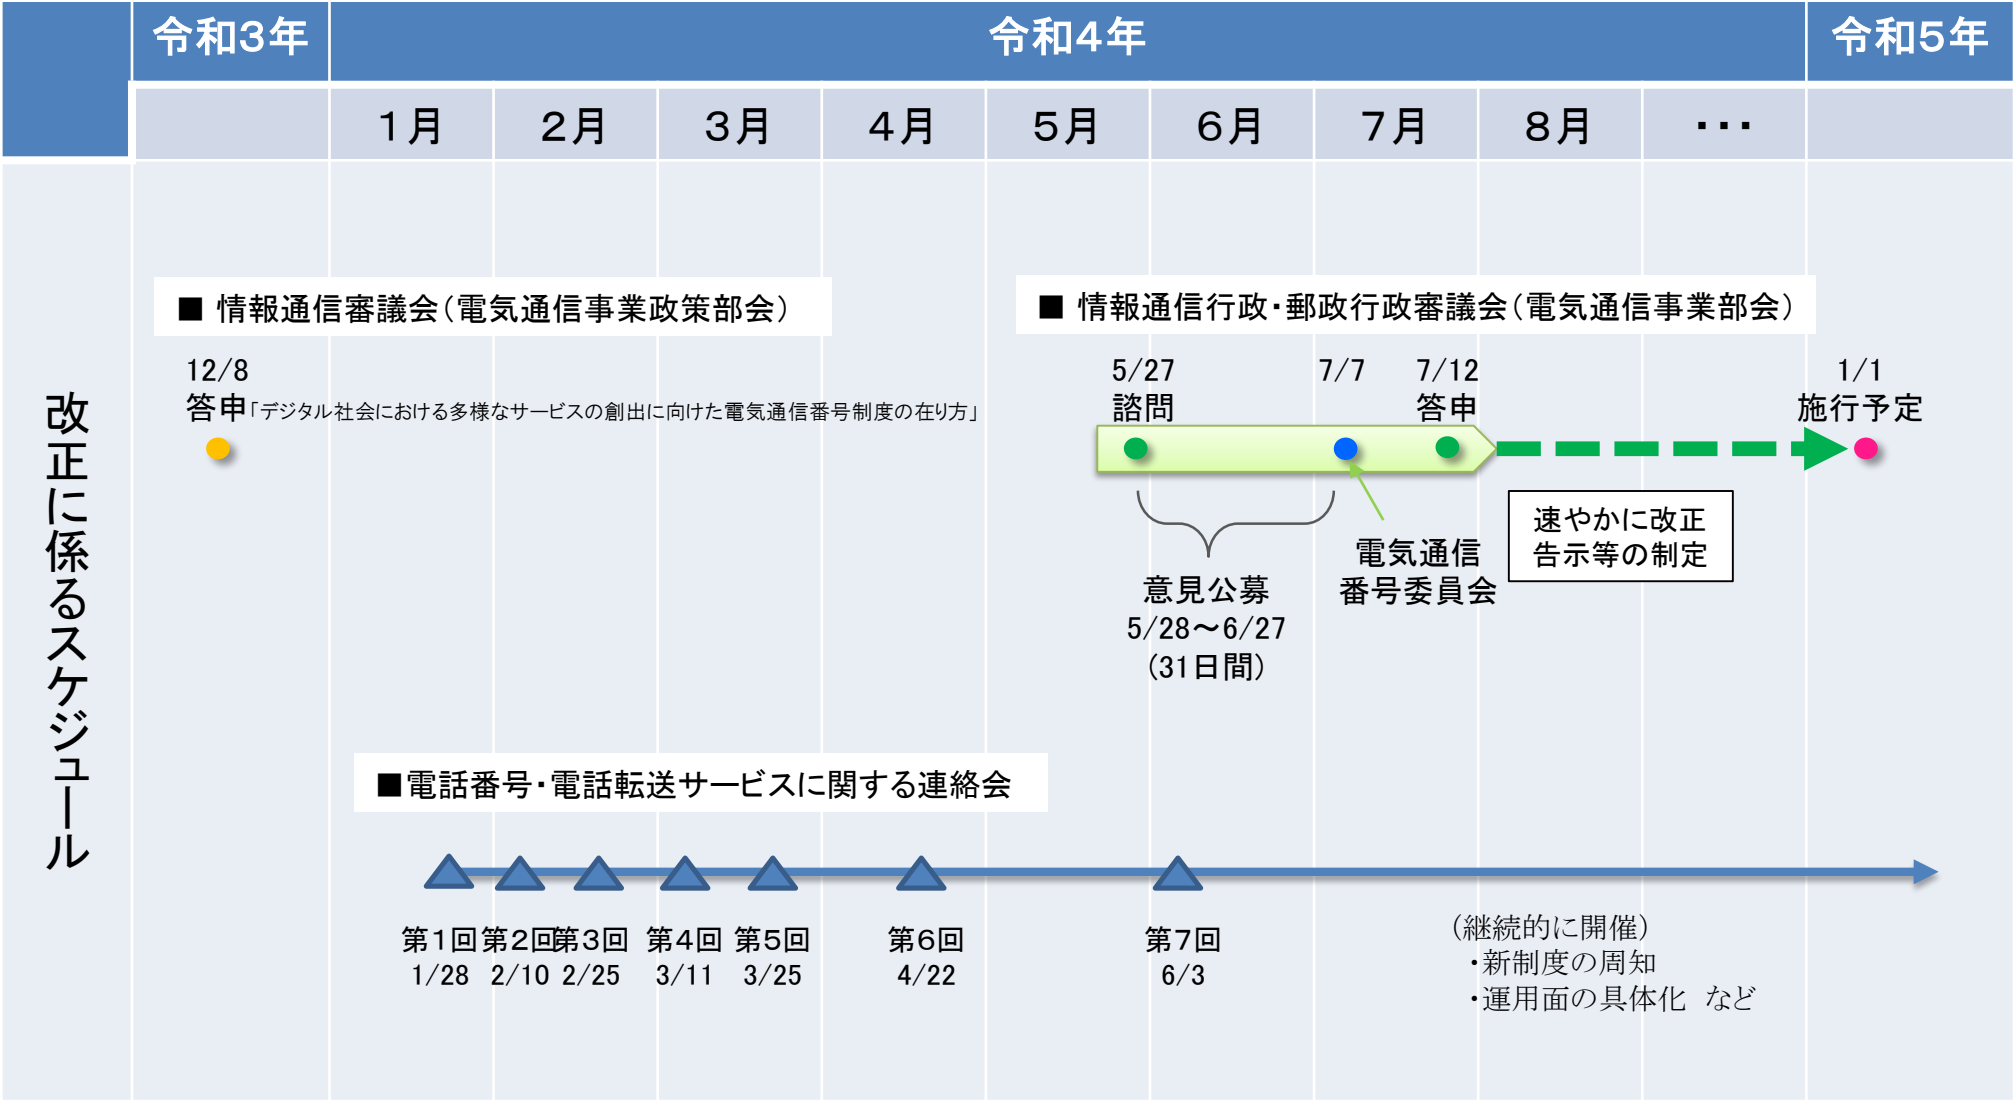 令和3年
令和4年
令和5年
1月
2月
3月
4月
5月
6月
7月
8月
･･･
改正に係るスケジュール
■ 情報通信審議会(電気通信事業政策部会)
12/8
答申「デジタル社会における多様なサービスの創出に向けた電気通信番号制度の在り方」
■ 情報通信行政･郵政行政審議会(電気通信事業部会)
5/27
諮問
7/7
7/12
答申
1/1
施行予定
電気通信
番号委員会
速やかに改正
告示等の制定
意見公募
5/28～6/27
(31日間)
■電話番号･電話転送サービスに関する連絡会
第1回
1/28
第2回
2/10
第3回
2/25
第4回
3/11
第5回
3/25
第6回
4/22
第7回
6/3
(継続的に開催)
･新制度の周知
･運用面の具体化　など